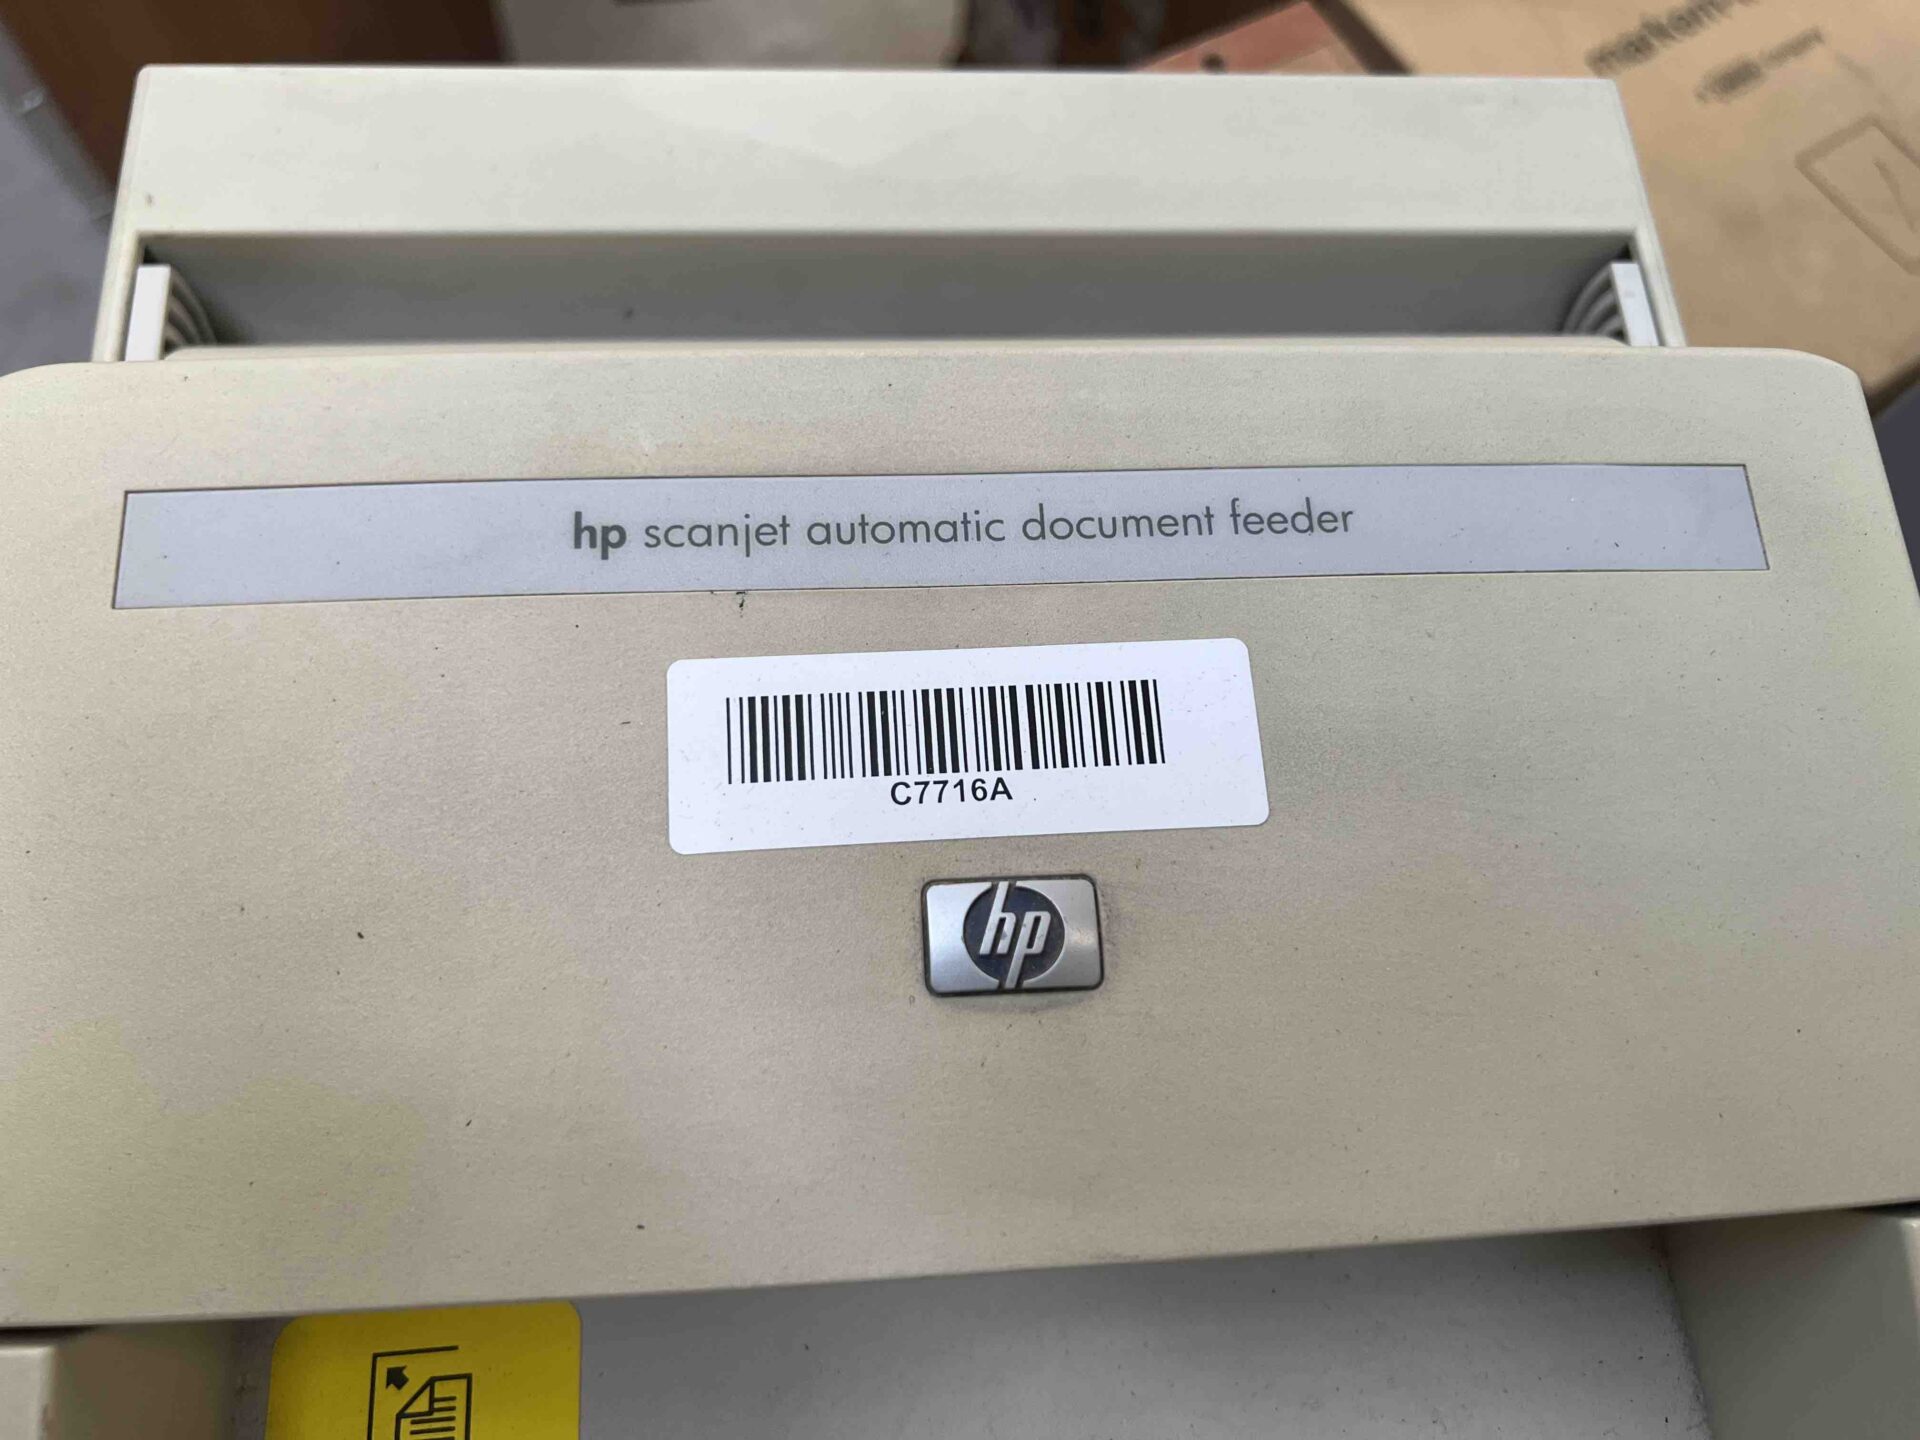 hp scanjet automatic document feeder
C7716A
hp